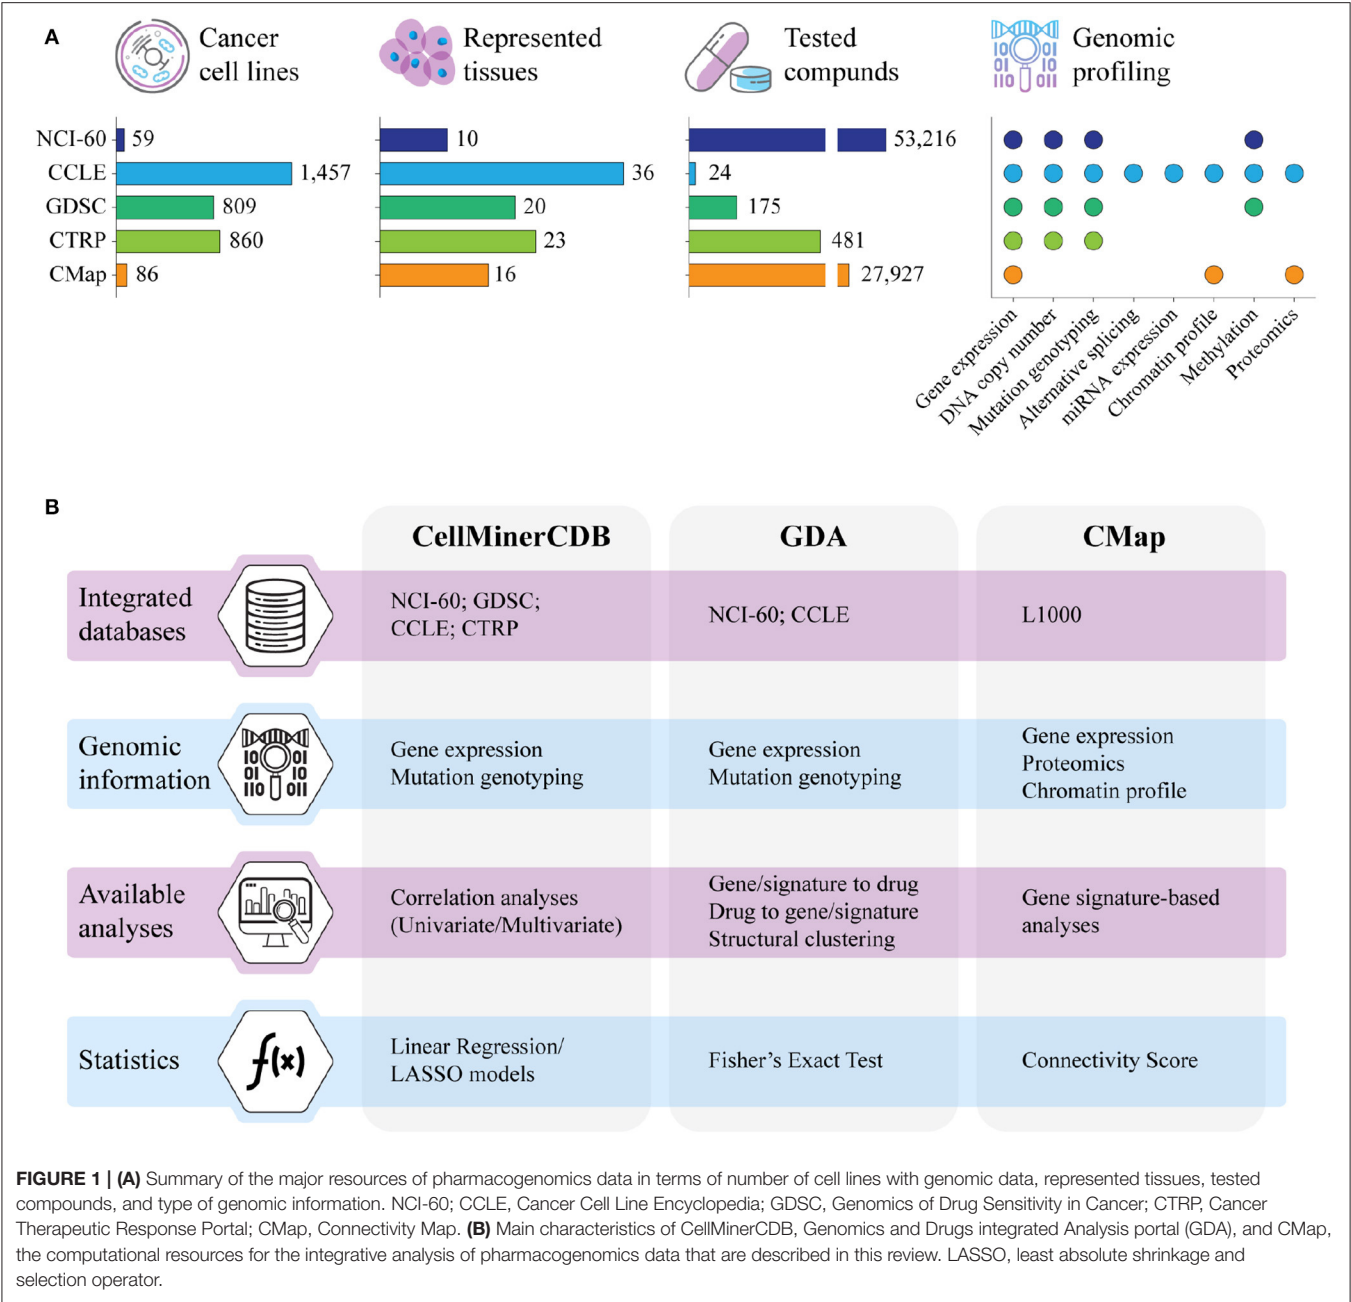 A
Cancer
cell lines
Represented
tissues
Tested
compunds
Genomic
profiling
NCI-60
59
10
53,216
CCLE
1,457
36
24
GDSC
809
20
175
CTRP
860
23
481
CMap
86
16
27,927
Gene expression
DNA copy number
Mutation genotyping
Alternative splicing
miRNA expression
Chromatin profile
Methylation
Proteomics
B
CellMinerCDB
GDA
CMap
Integrated
databases
NCI-60; GDSC;
CCLE; CTRP
NCI-60; CCLE
L1000
Genomic
information
Gene expression
Mutation genotyping
Gene expression
Mutation genotyping
Gene expression
Proteomics
Chromatin profile
Available
analyses
Correlation analyses
(Univariate/Multivariate)
Gene/signature to drug
Drug to gene/signature
Structural clustering
Gene signature-based
analyses
Statistics
f(x)
Linear Regression/
LASSO models
Fisher's Exact Test
Connectivity Score
FIGURE 1 | (A) Summary of the major resources of pharmacogenomics data in terms of number of cell lines with genomic data, represented tissues, tested
compounds, and type of genomic information. NCI-60; CCLE, Cancer Cell Line Encyclopedia; GDSC, Genomics of Drug Sensitivity in Cancer; CTRP, Cancer
Therapeutic Response Portal; CMap, Connectivity Map. (B) Main characteristics of CellMinerCDB, Genomics and Drugs integrated Analysis portal (GDA), and CMap,
the computational resources for the integrative analysis of pharmacogenomics data that are described in this review. LASSO, least absolute shrinkage and
selection operator.